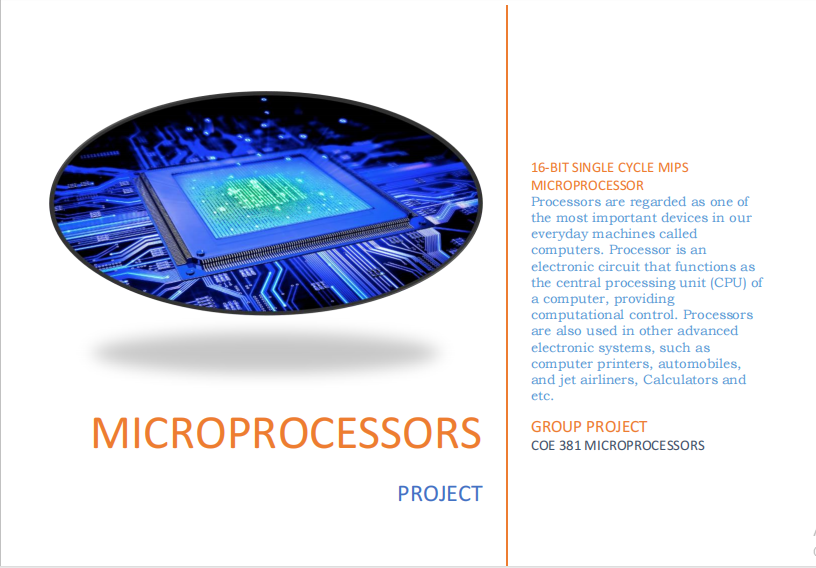 MICROPROCESSORS
PROJECT
16-BIT SINGLE CYCLE MIPS
MICROPROCESSOR
Processors are regarded as one of
the most important devices in our
everyday machines called
computers. Processor is an
electronic circuit that functions as
the central processing unit (CPU) of
a computer, providing
computational control. Processors
are also used in other advanced
electronic systems, such as
computer printers, automobiles,
and jet airliners, Calculators and
etc.
GROUP PROJECT
COE 381 MICROPROCESSORS